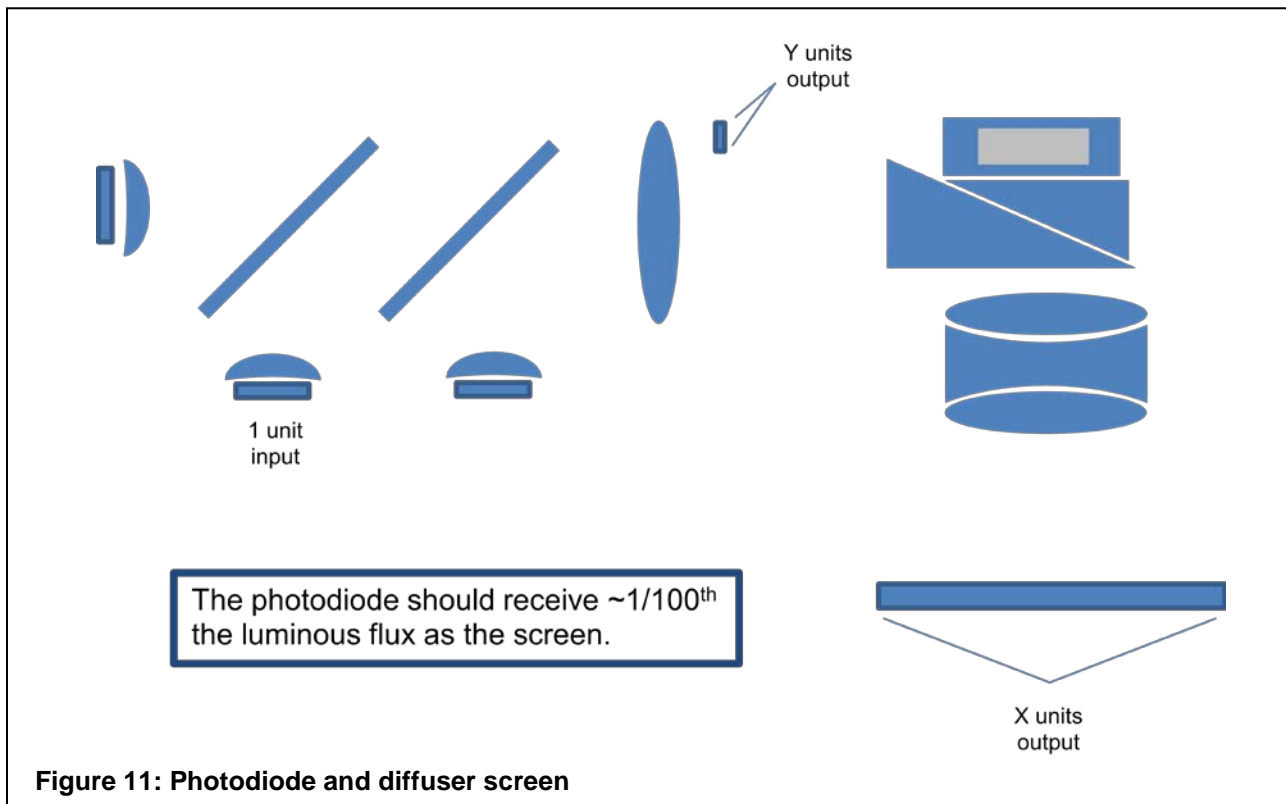 Y units
output
1 unit
input
The photodiode should receive ~1/100th
the luminous flux as the screen.
X units
output
Figure 11: Photodiode and diffuser screen